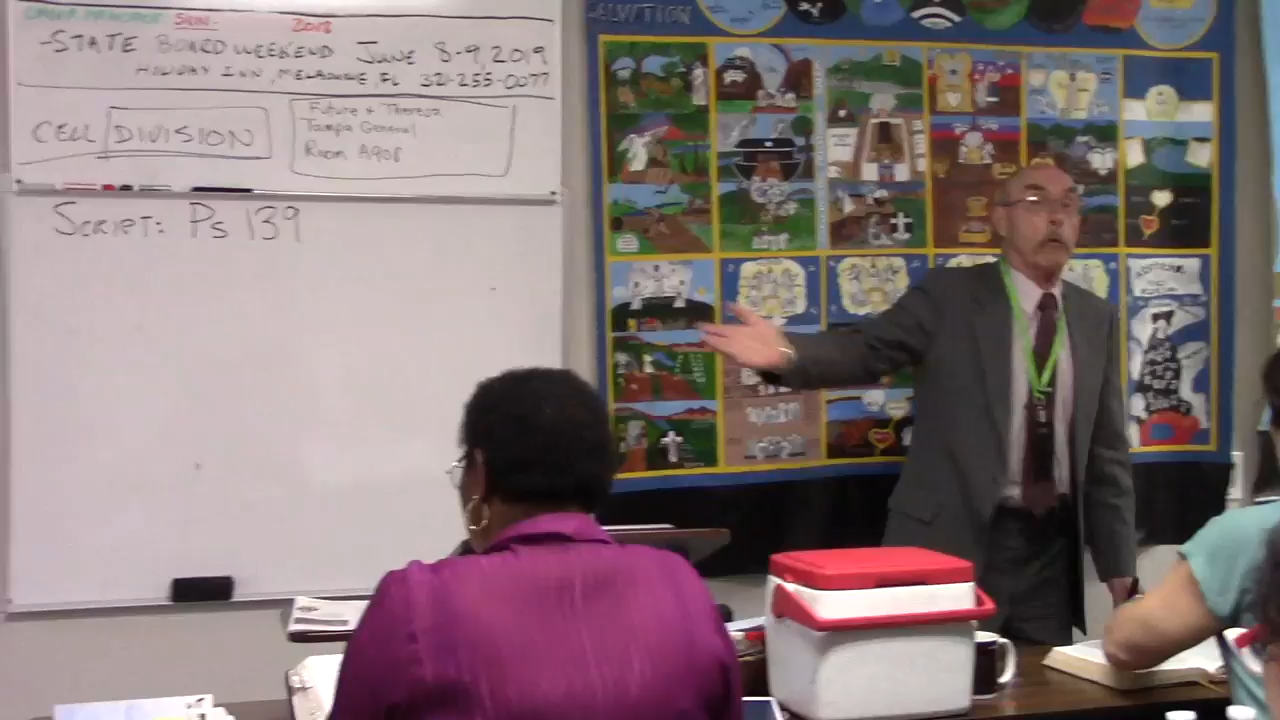 2018
-STATE BOARD WEEKEND JUNE 8-9, 2019
HOLIDAY INN, MELBOURNE, FL 321-255-0077
CELL DIVISION
Future + Theresa
Tampa General
Room A908
SCRIPT: Ps 139